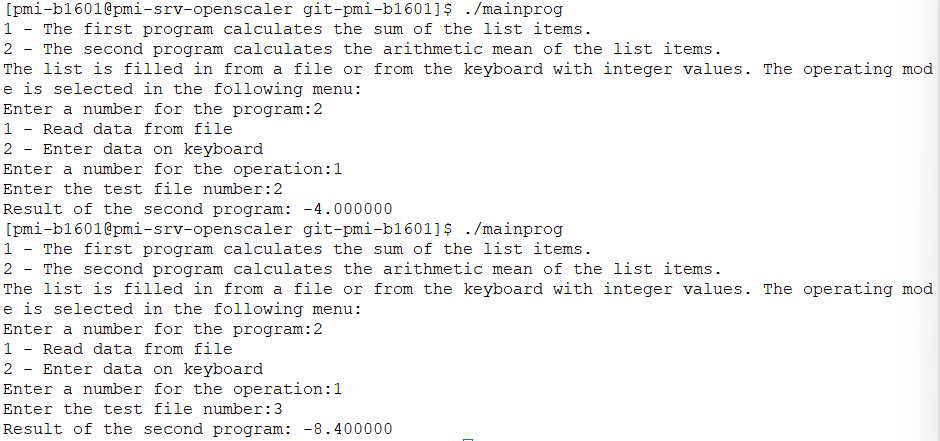 [pmi-b1601@pmi-srv-openscaler git-pmi-b1601]$ ./mainprog
1 - The first program calculates the sum of the list items.
2 - The second program calculates the arithmetic mean of the list items.
The list is filled in from a file or from the keyboard with integer values. The operating mod
e is selected in the following menu:
Enter a number for the program:2
1 - Read data from file
2 - Enter data on keyboard
Enter a number for the operation:1
Enter the test file number:2
Result of the second program: -4.000000
[pmi-b1601@pmi-srv-openscaler git-pmi-b1601]$ ./mainprog
1 - The first program calculates the sum of the list items.
2 - The second program calculates the arithmetic mean of the list items.
The list is filled in from a file or from the keyboard with integer values. The operating mod
e is selected in the following menu:
Enter a number for the program:2
1 - Read data from file
2 - Enter data on keyboard
Enter a number for the operation:1
Enter the test file number:3
Result of the second program: -8.400000